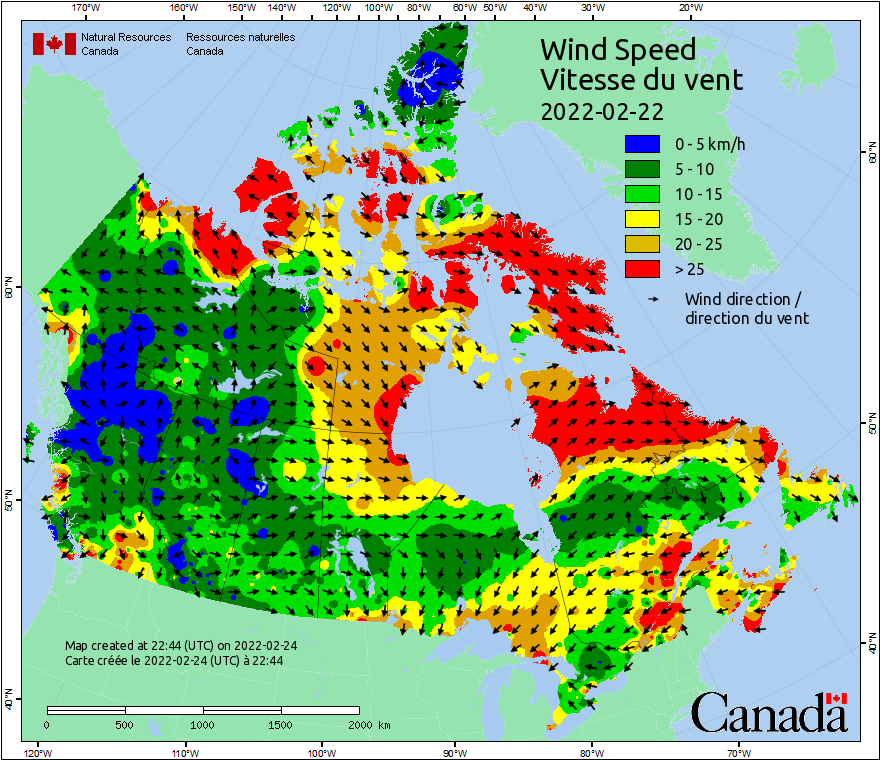 170°W 160°W 150°W 140°W 130°W 120°W 110°W 100°W 90°W 80°W 70°W 60°W 50°W 40°W 30°W 20°W
Natural Resources Canada
Ressources naturelles Canada
Wind Speed
Vitesse du vent
2022-02-22
0 - 5 km/h
5 - 10
10 - 15
15 - 20
20 - 25
> 25
Wind direction /
direction du vent
60°N
60°N
50°N
50°N
40°N
40°N
Map created at 22:44 (UTC) on 2022-02-24
Carte créée le 2022-02-24 (UTC) à 22:44
0 500 1000 1500 2000 km
Canada
120°W 110°W 100°W 90°W 80°W 70°W